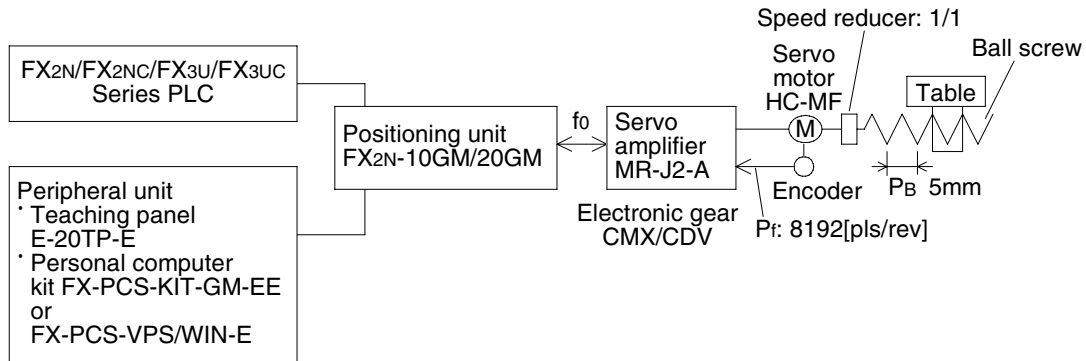 FX2N/FX2NC/FX3U/FX3UC
Series PLC
Peripheral unit
· Teaching panel
E-20TP-E
· Personal computer
kit FX-PCS-KIT-GM-EE
or
FX-PCS-VPS/WIN-E
Positioning unit
FX2N-10GM/20GM
f0
Servo
amplifier
MR-J2-A
Electronic gear
CMX/CDV
Speed reducer: 1/1
Servo
motor
HC-MF
M
Encoder
Pf: 8192[pls/rev]
Ball screw
Table
PB 5mm